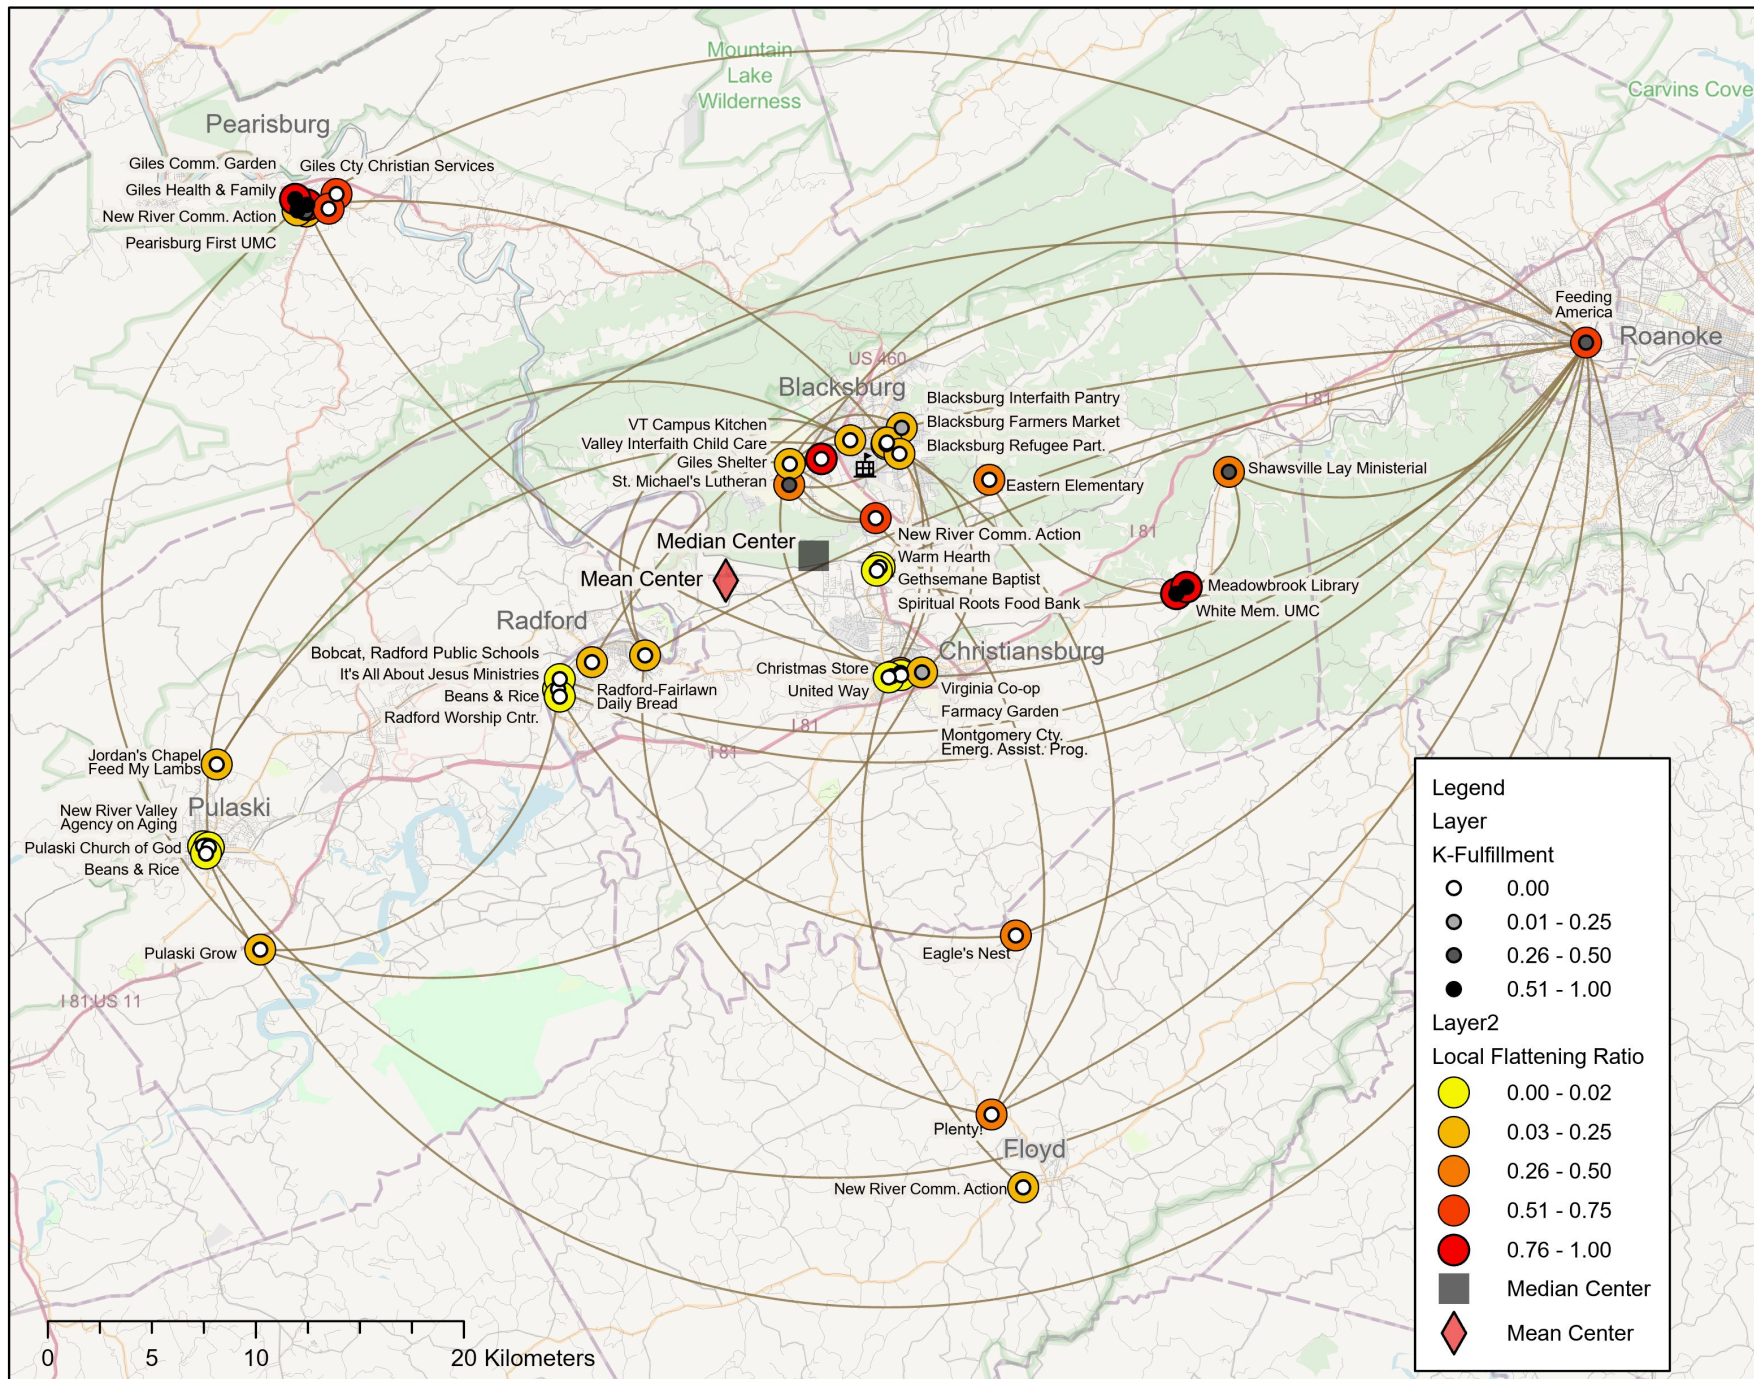 Mountain
Lake
Wilderness
Carvins Cove
Pearisburg
Giles Comm. Garden
Giles Cty Christian Services
Giles Health & Family
New River Comm. Action
Pearisburg First UMC
Feeding
America
Roanoke
US 460
Blacksburg
I 81
Blacksburg Interfaith Pantry
VT Campus Kitchen
Blacksburg Farmers Market
Valley Interfaith Child Care
Blacksburg Refugee Part.
Giles Shelter
St. Michael's Lutheran
Shawsville Lay Ministerial
Eastern Elementary
I 81
New River Comm. Action
Median Center
Warm Hearth
Mean Center
Gethsemane Baptist
Meadowbrook Library
Spiritual Roots Food Bank
White Mem. UMC
Radford
Christiansburg
Bobcat, Radford Public Schools
It's All About Jesus Ministries
Beans & Rice
Radford Worship Cntr.
Radford-Fairlawn
Daily Bread
Christmas Store
United Way
Virginia Co-op
Farmacy Garden
Montgomery Cty.
Emerg. Assist. Prog.
I 81
I 81
Jordan's Chapel
Feed My Lambs
New River Valley
Agency on Aging
Pulaski
Pulaski Church of God
Beans & Rice
Pulaski Grow
I 81;US 11
Eagle's Nest
Plenty!
Floyd
New River Comm. Action
Legend
Layer
K-Fulfillment
0.00
0.01 - 0.25
0.26 - 0.50
0.51 - 1.00
Layer2
Local Flattening Ratio
0.00 - 0.02
0.03 - 0.25
0.26 - 0.50
0.51 - 0.75
0.76 - 1.00
Median Center
Mean Center
0 5 10 20 Kilometers